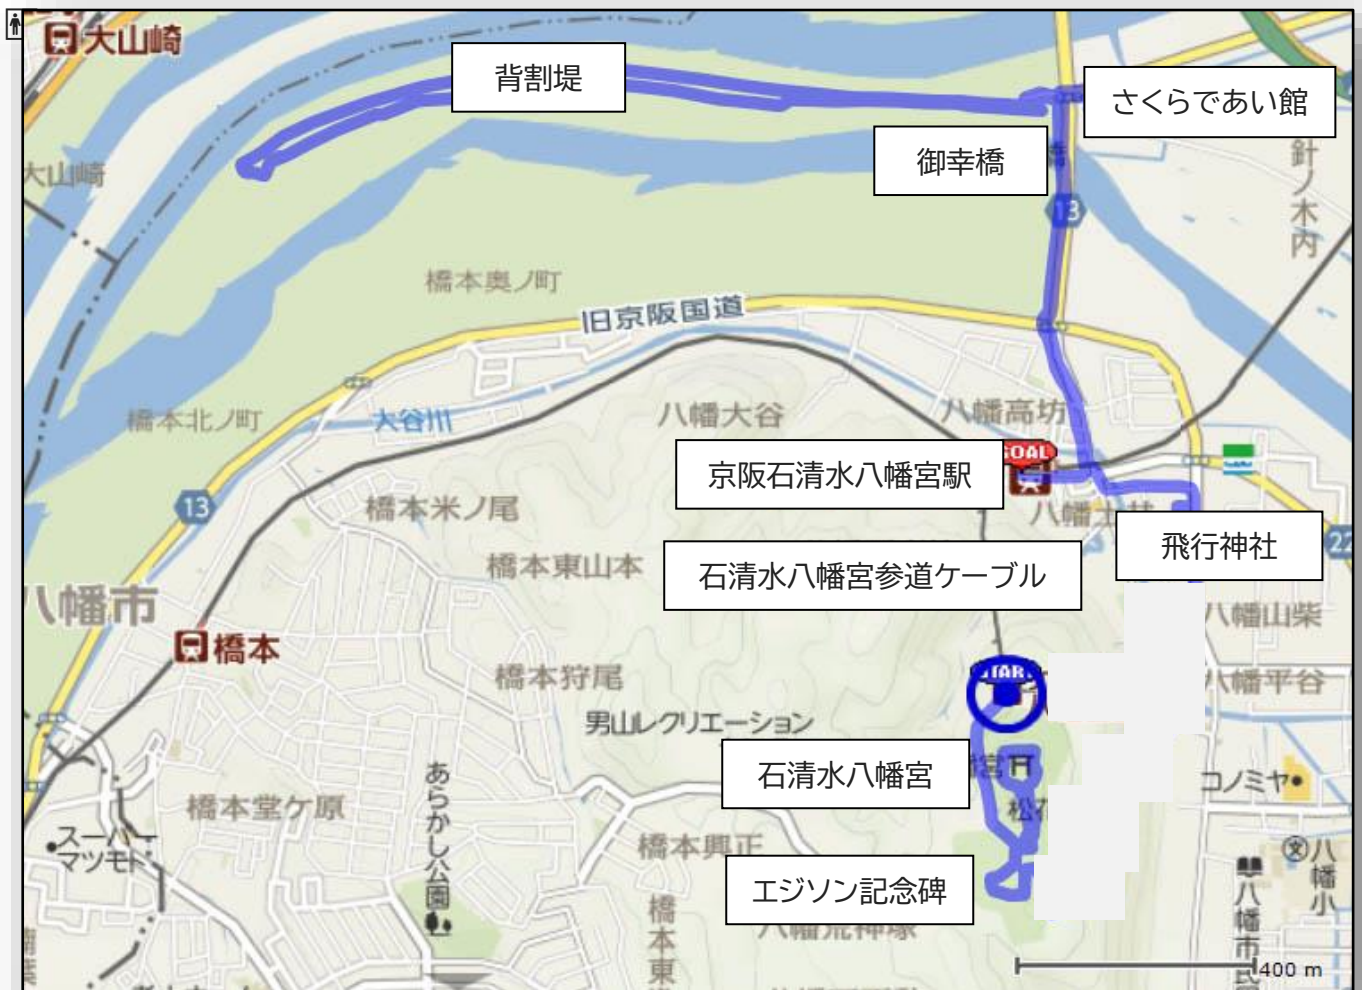 大山崎
背割堤
さくらであい館
御幸橋
大山崎
針ノ木内
13
橋本奥ノ町
旧京阪国道
橋本北ノ町
大谷川
八幡大谷
八幡高坊
GOAL
京阪石清水八幡宮駅
13
橋本米ノ尾
飛行神社
22
橋本東山本
石清水八幡宮参道ケーブル
八幡市
八幡山柴
橋本
橋本狩尾
START
八幡平谷
男山レクリエーション
石清水八幡宮
宮
コノミヤ
あらかし公園
橋本堂ケ原
スーパーマツモト
橋本興正
文
八幡小
エジソン記念碑
橋本東
八幡市民
400 m